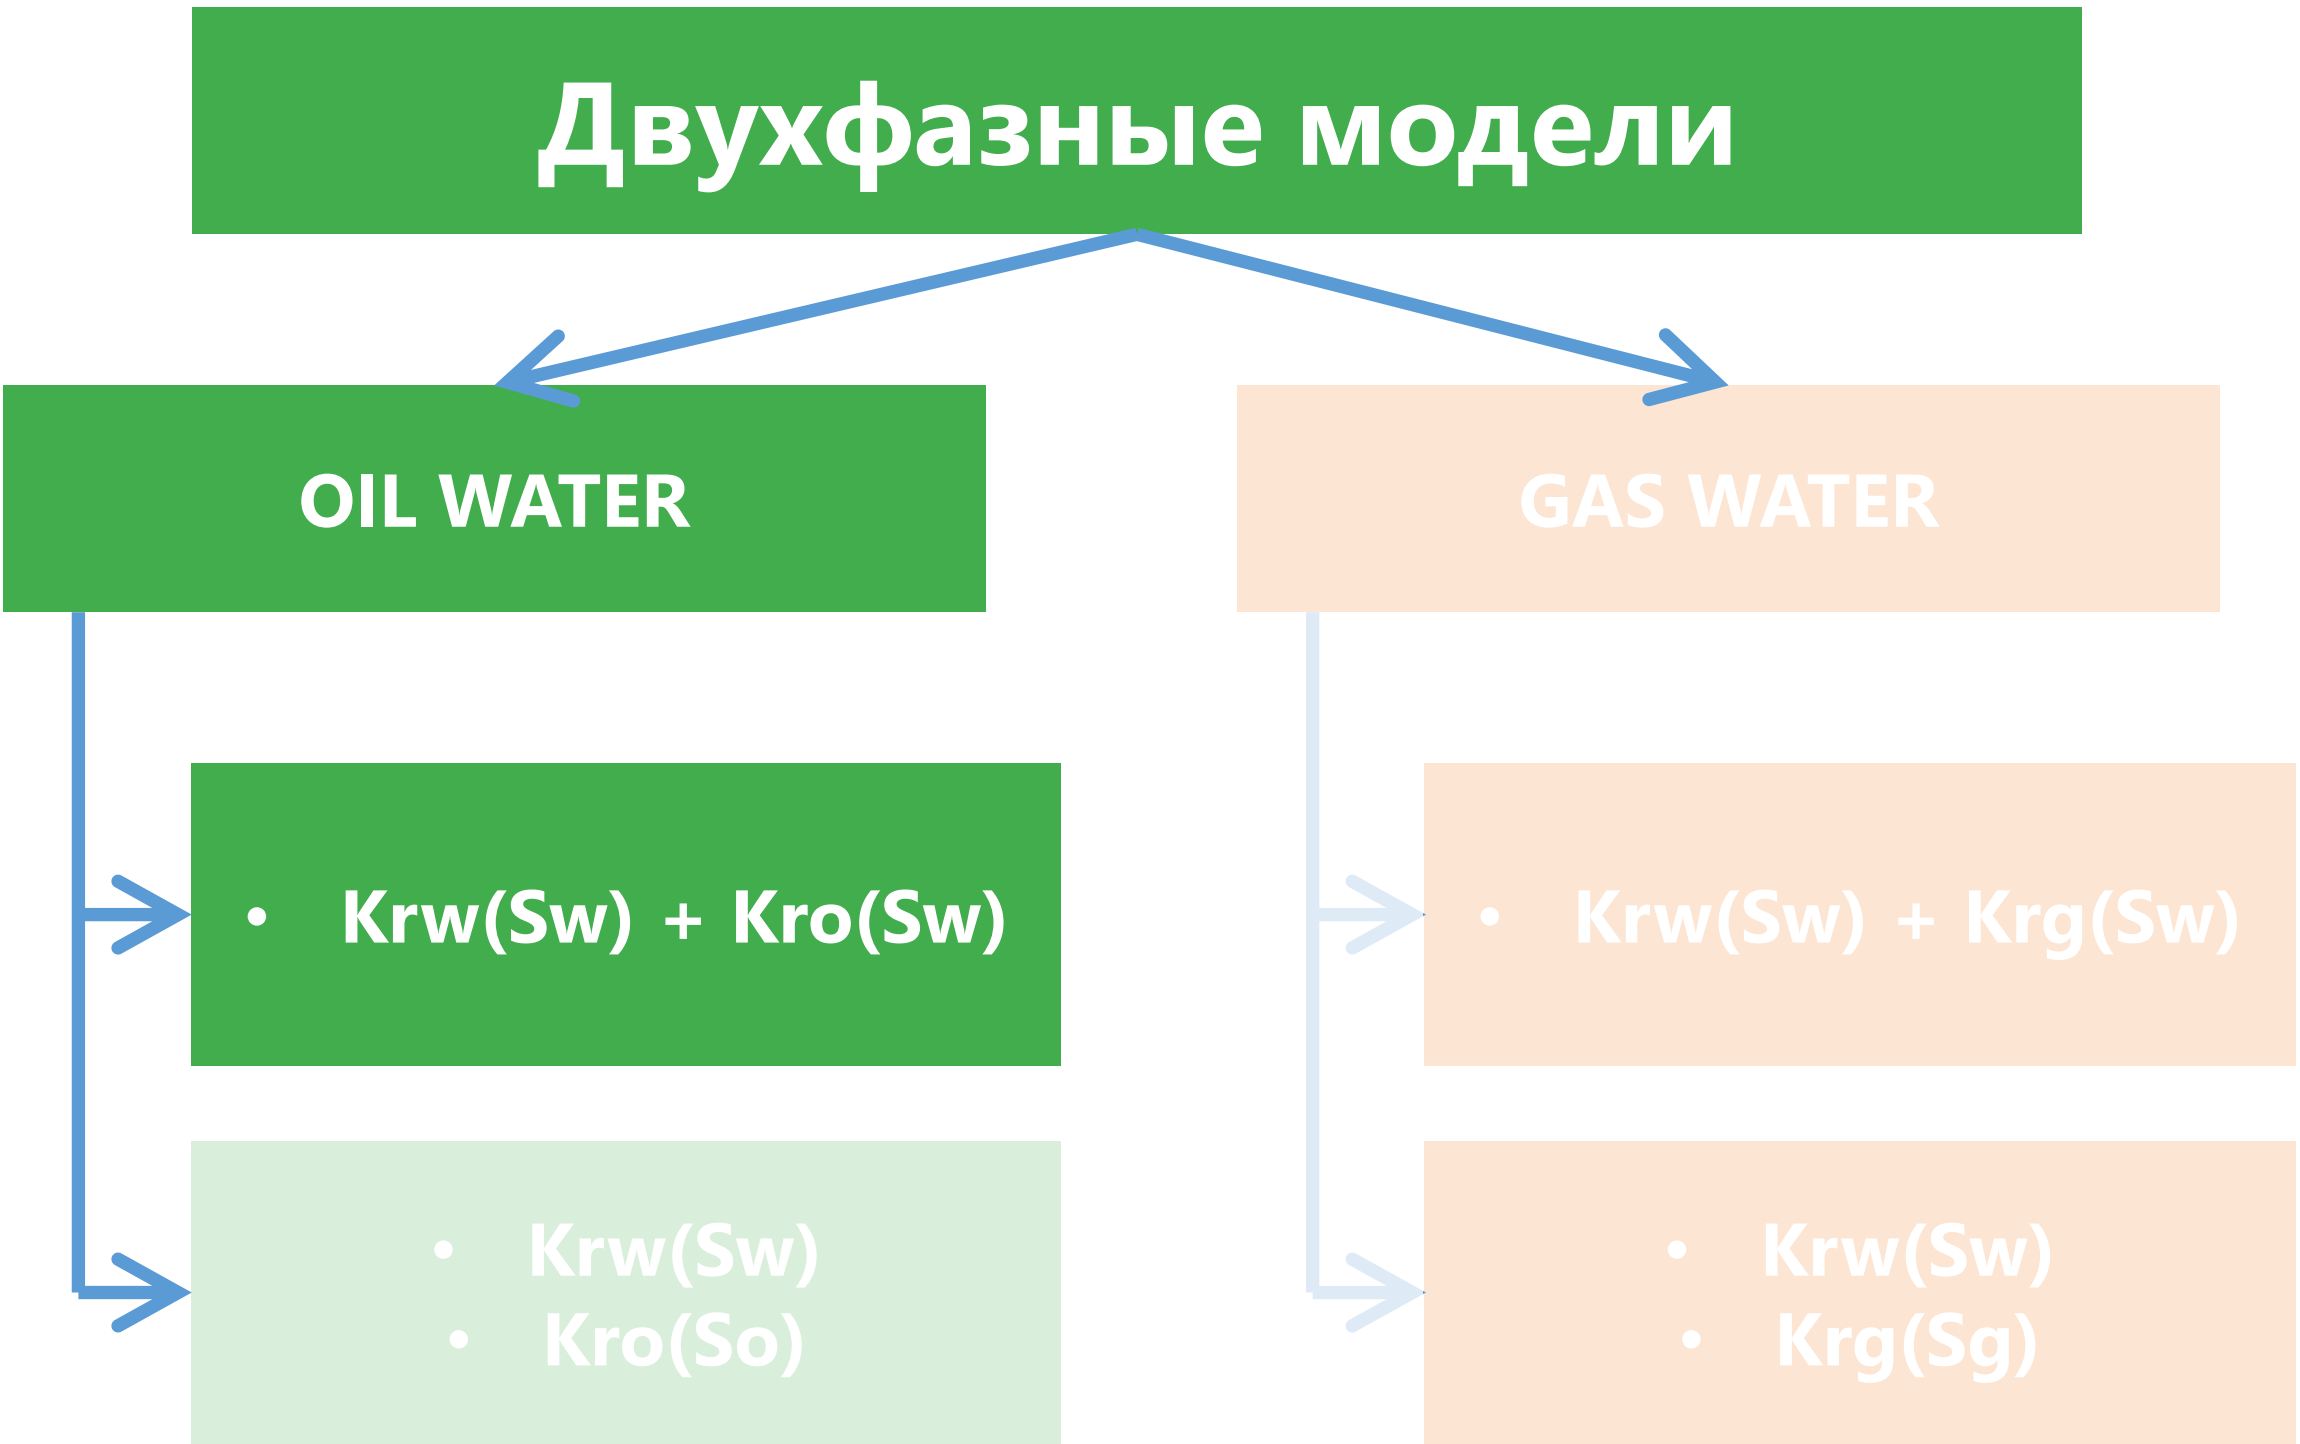 Двухфазные модели
OIL WATER
GAS WATER
• Krw(Sw) + Kro(Sw)
• Krw(Sw) + Krg(Sw)
• Krw(Sw)
• Kro(So)
• Krw(Sw)
• Krg(Sg)